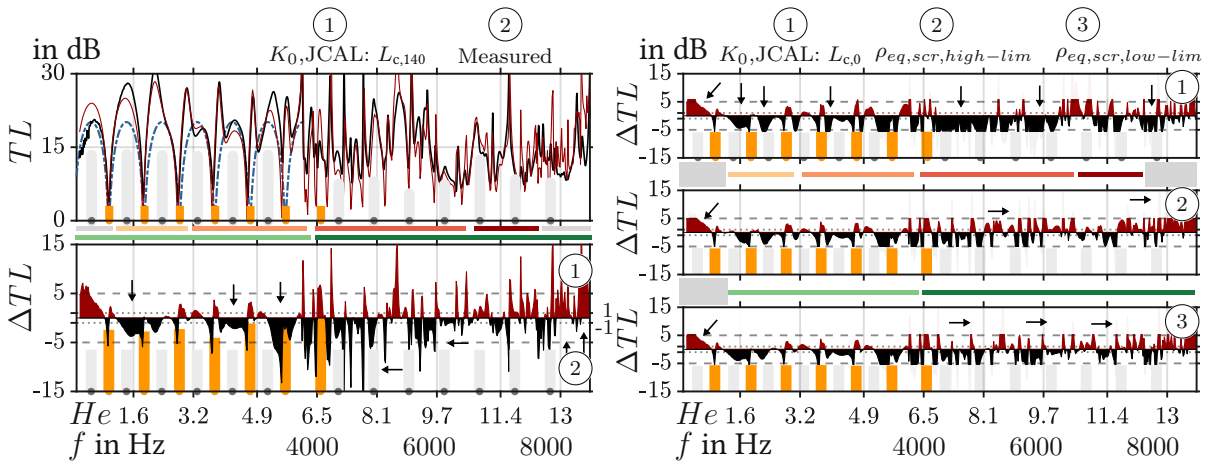 1 2
in dB K₀,JCAL: L_c,140 Measured
30
15
0
TL
15
5
-5
-15
ΔTL
1
-1
1
2
He 1.6 3.2 4.9 6.5 8.1 9.7 11.4 13
f in Hz 4000 6000 8000
1 2 3
in dB K₀,JCAL: L_c,0 ρ_eq,scr,high−lim ρ_eq,scr,low−lim
15
5
-5
-15
ΔTL
1
15
5
-5
-15
ΔTL
2
15
5
-5
-15
ΔTL
3
He 1.6 3.2 4.9 6.5 8.1 9.7 11.4 13
f in Hz 4000 6000 8000